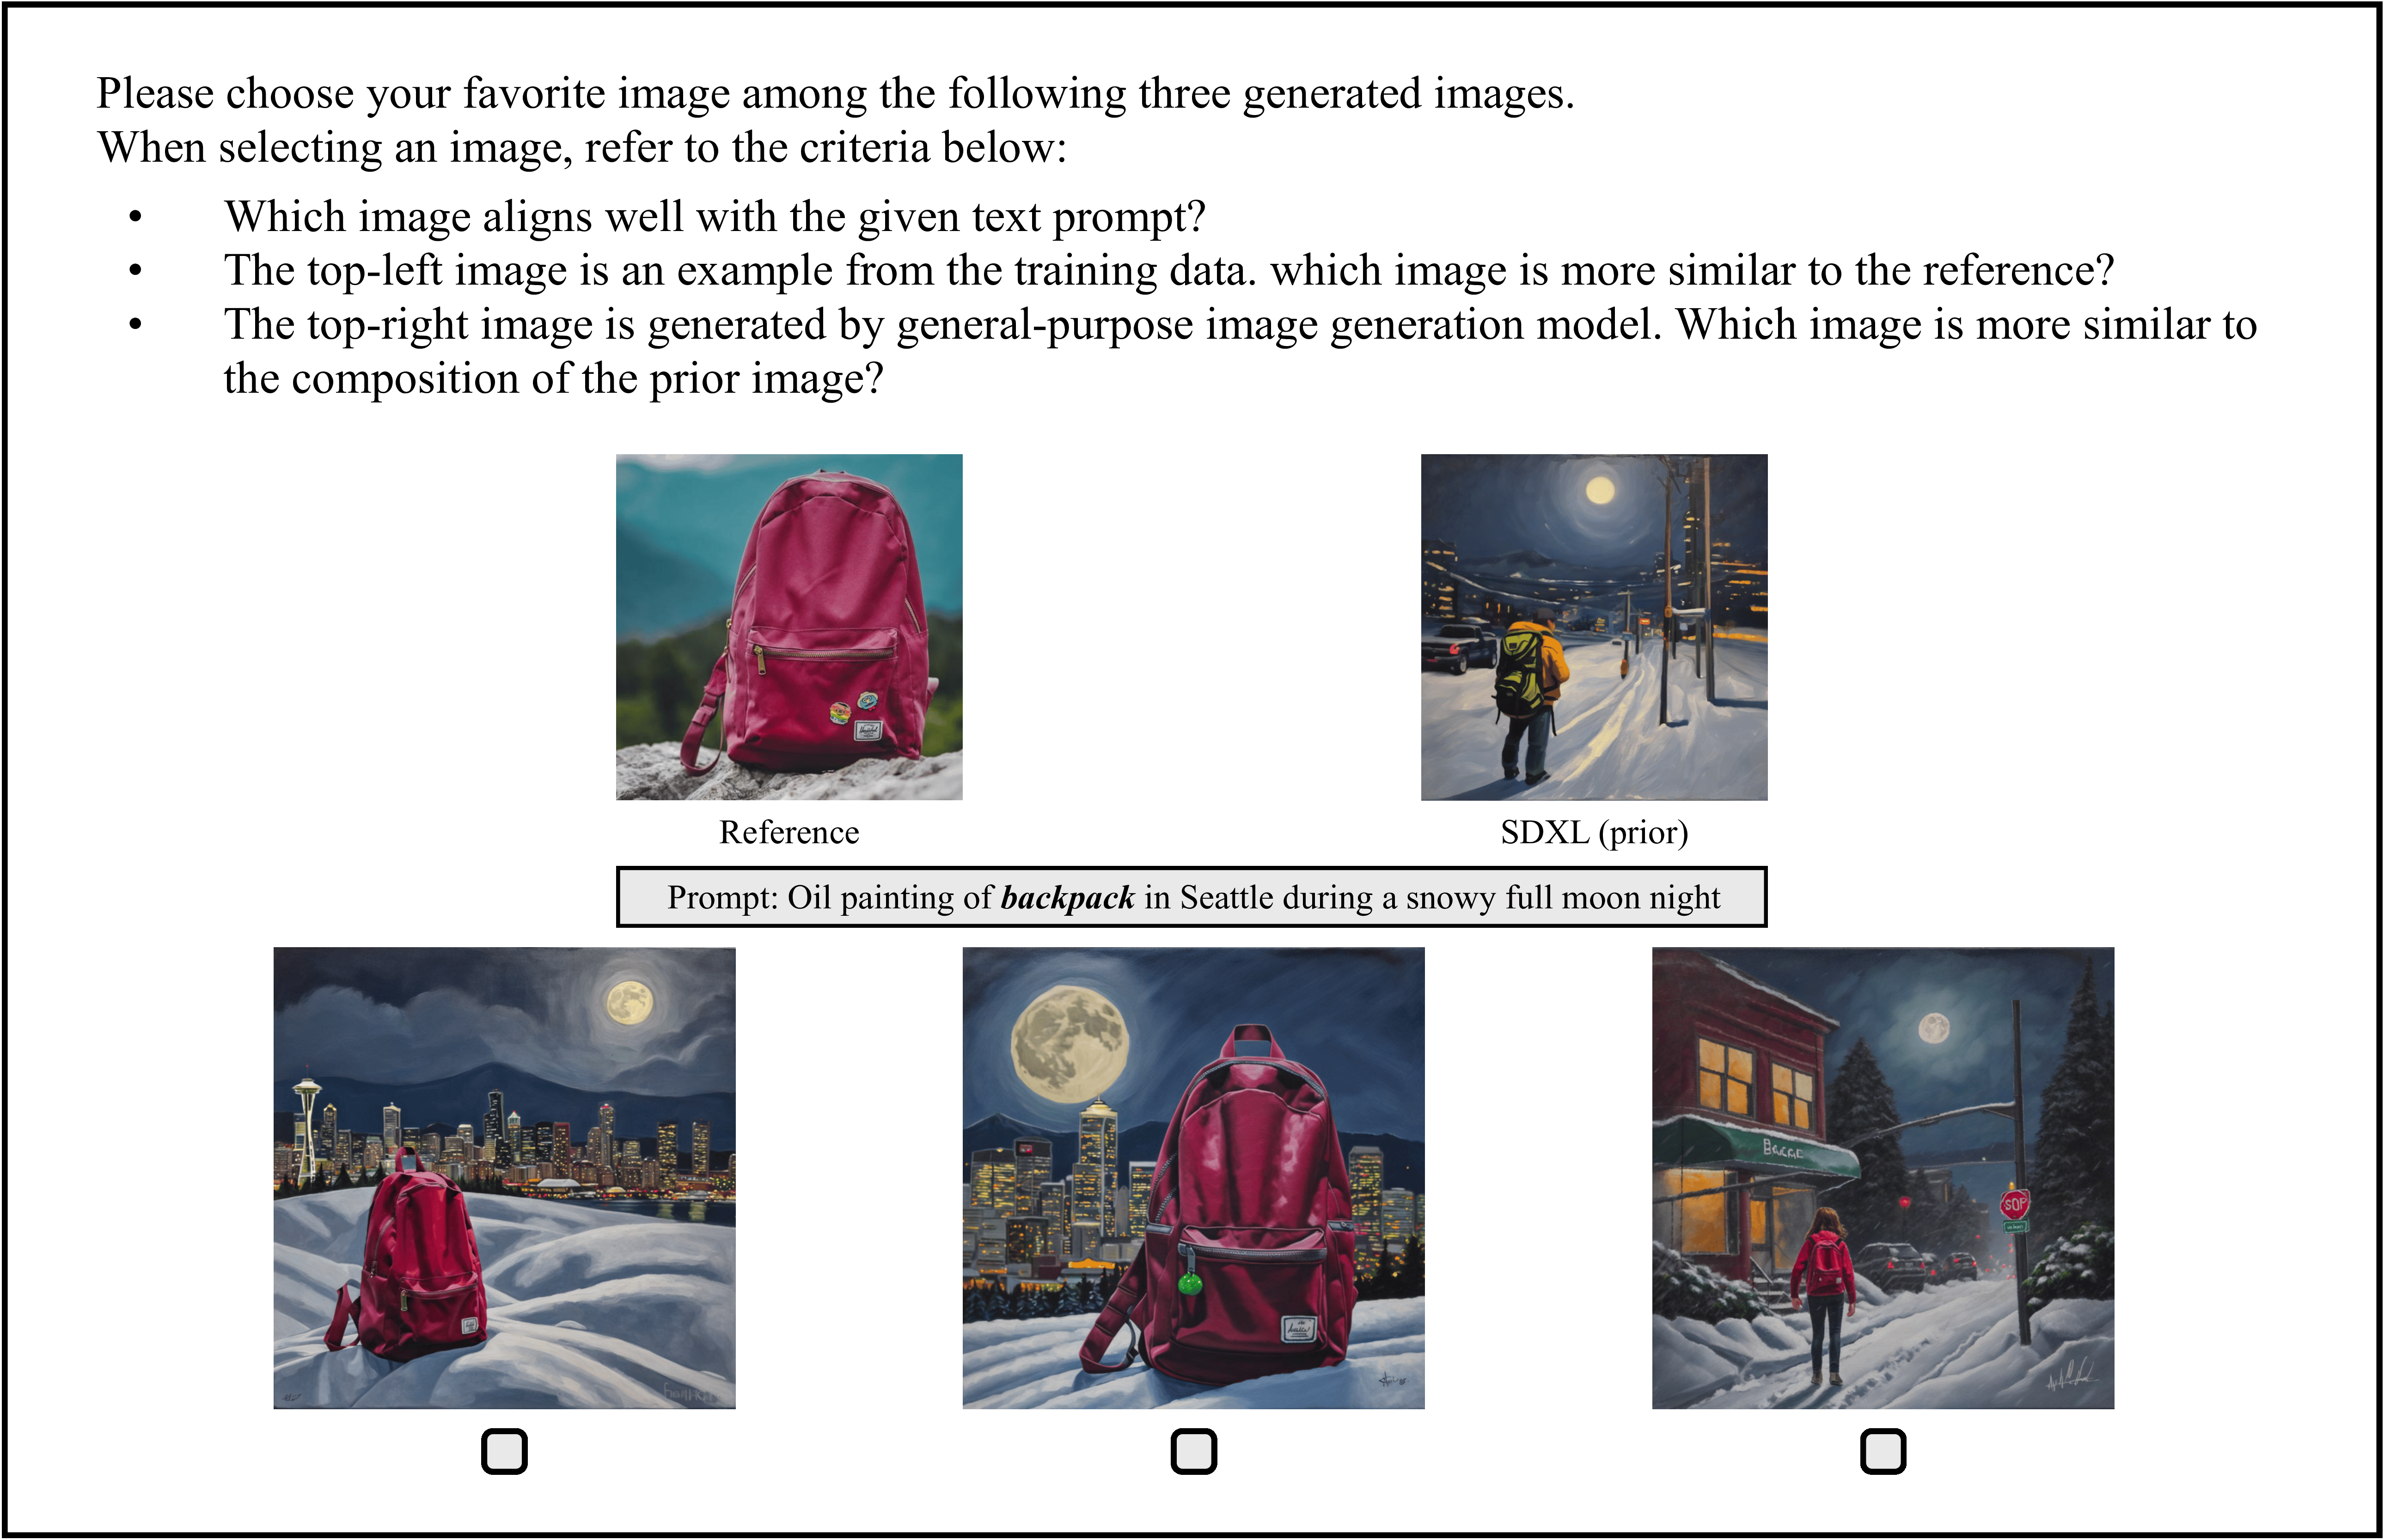 Please choose your favorite image among the following three generated images.
When selecting an image, refer to the criteria below:
• Which image aligns well with the given text prompt?
• The top-left image is an example from the training data. which image is more similar to the reference?
• The top-right image is generated by general-purpose image generation model. Which image is more similar to
the composition of the prior image?
Reference
SDXL (prior)
Prompt: Oil painting of backpack in Seattle during a snowy full moon night
SOP